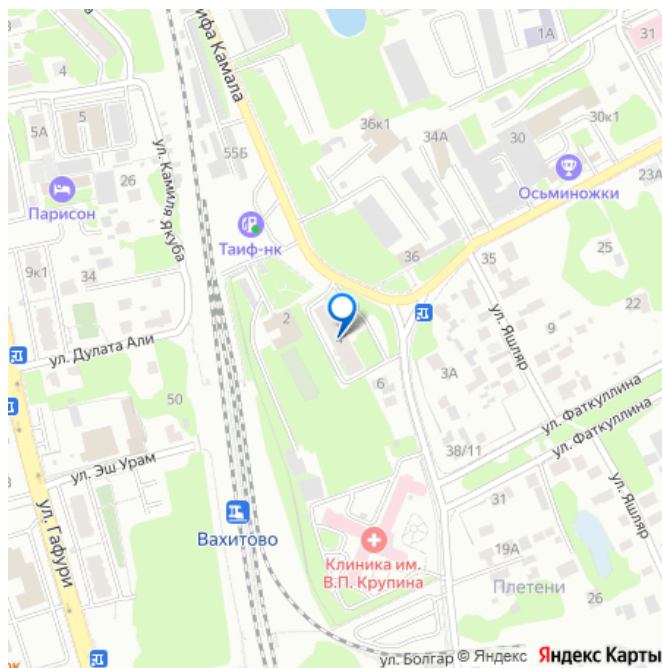 1А
31
4
ифа Камала
5А
5
36к1
34А
30к1
30
55Б
ул. Камиля Якуба
26
Осьминожки
23А
Парисон
Таиф-нк
36
35
25
9к1
34
22
2
ул. Яшляр
9
ул. Дулата Али
3А
6
50
ул. Фаткуллина
38/11
ул. Фаткуллина
ул. Эш Урам
31
ул. Яшляр
ул. Гафури
Вахитово
Клиника им.
В.П. Крупина
19А
Плетени
26
ул. Болгар
© Яндекс Яндекс Карты